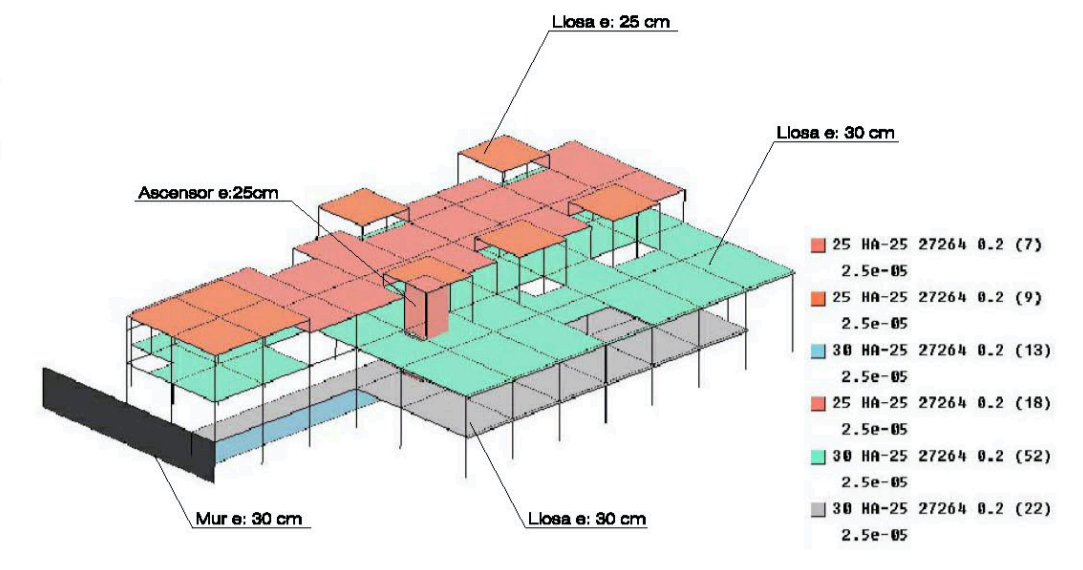 Llosa e: 25 cm
Llosa e: 30 cm
Ascensor e:25cm
25 HA-25 27264 0.2 (7)
2.5e-05
25 HA-25 27264 0.2 (9)
2.5e-05
30 HA-25 27264 0.2 (13)
2.5e-05
25 HA-25 27264 0.2 (18)
2.5e-05
30 HA-25 27264 0.2 (52)
2.5e-05
30 HA-25 27264 0.2 (22)
2.5e-05
Mur e: 30 cm
Llosa e: 30 cm